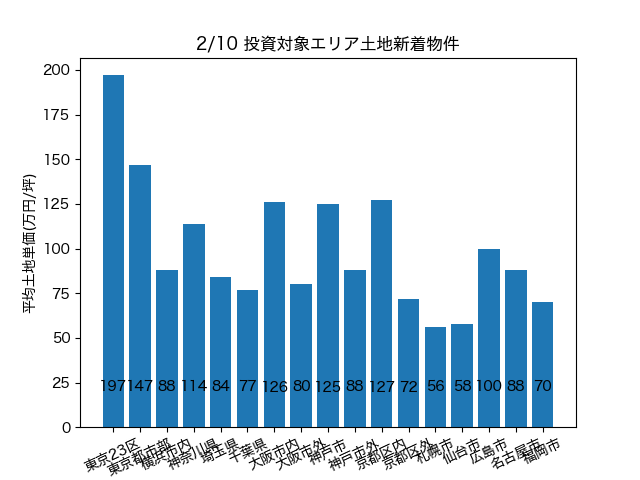 2/10 投資対象エリア土地新着物件
平均土地単価(万円/坪)
200
175
150
125
100
75
50
25
0
197 147 88 114 84 77 126 80 125 88 127 72 56 58 100 88 70
東京23区
東京都市部
横浜市内
神奈川県
埼玉県
千葉県
大阪市内
大阪市外
神戸市
神戸市外
京都区内
京都区外
札幌市
仙台市
広島市
名古屋市
福岡市